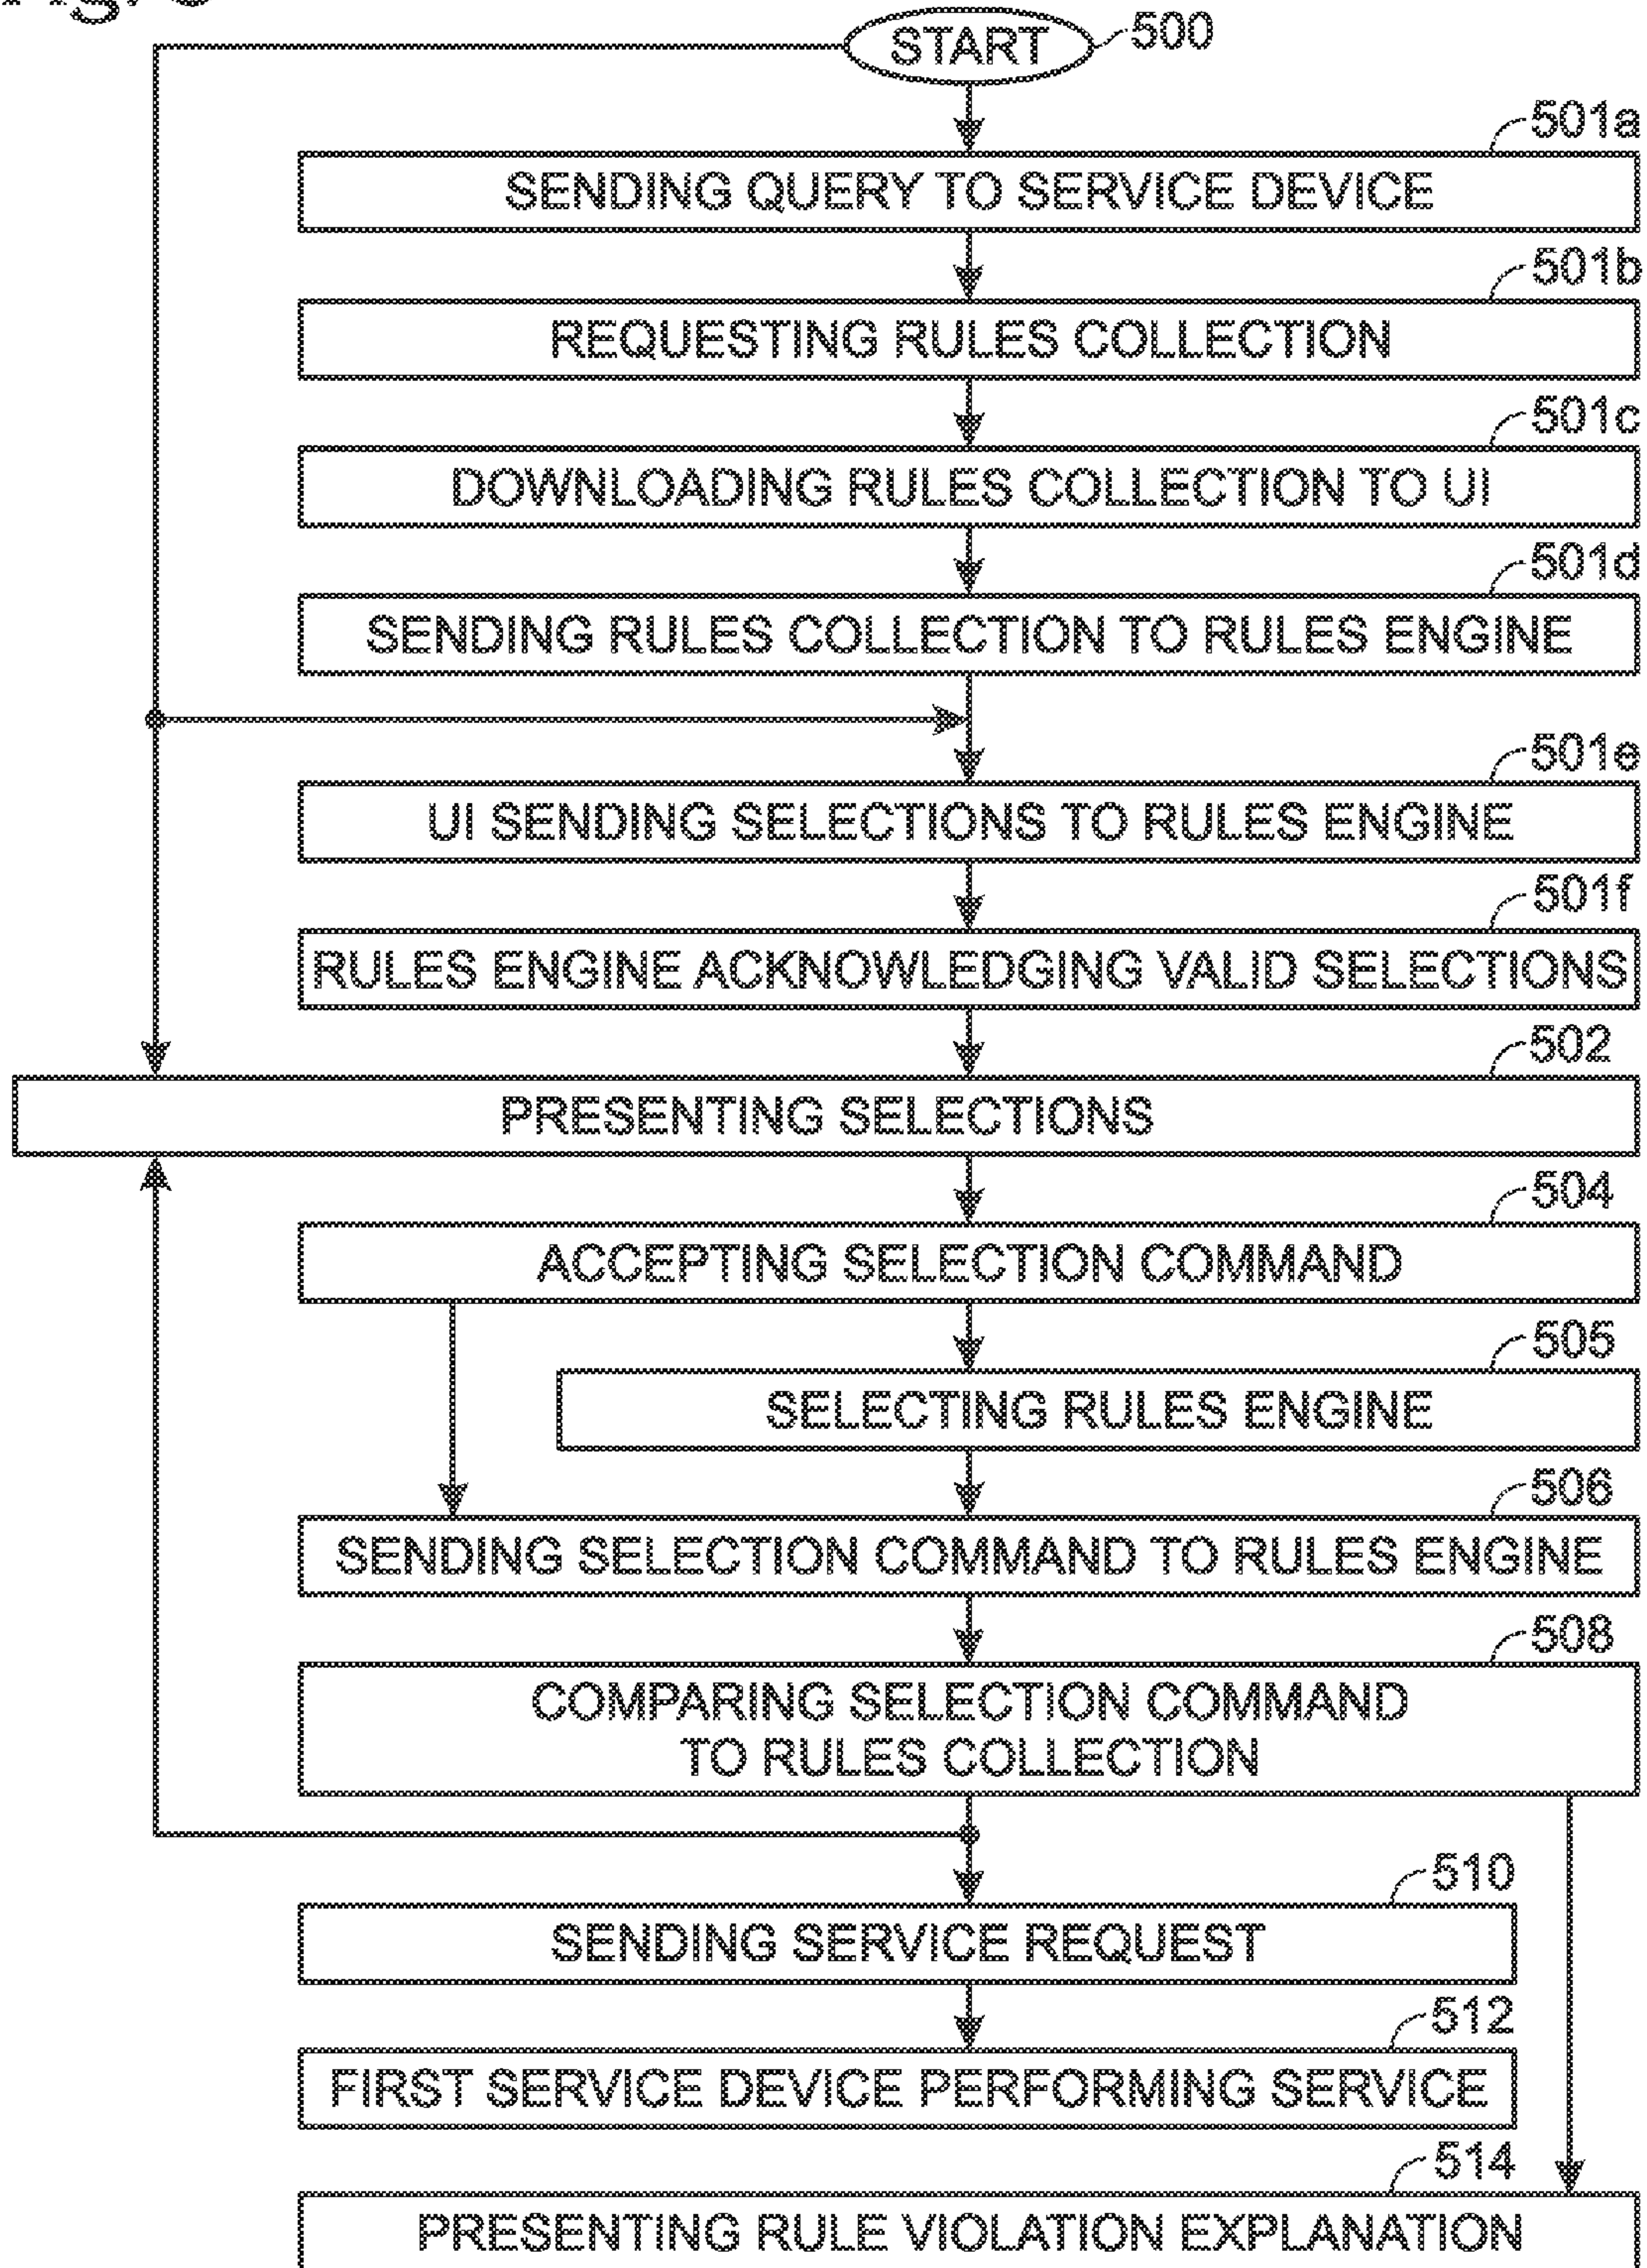 START
500
501a
SENDING QUERY TO SERVICE DEVICE
501b
REQUESTING RULES COLLECTION
501c
DOWNLOADING RULES COLLECTION TO UI
501d
SENDING RULES COLLECTION TO RULES ENGINE
501e
UI SENDING SELECTIONS TO RULES ENGINE
501f
RULES ENGINE ACKNOWLEDGING VALID SELECTIONS
502
PRESENTING SELECTIONS
504
ACCEPTING SELECTION COMMAND
505
SELECTING RULES ENGINE
506
SENDING SELECTION COMMAND TO RULES ENGINE
508
COMPARING SELECTION COMMAND
TO RULES COLLECTION
510
SENDING SERVICE REQUEST
512
FIRST SERVICE DEVICE PERFORMING SERVICE
514
PRESENTING RULE VIOLATION EXPLANATION